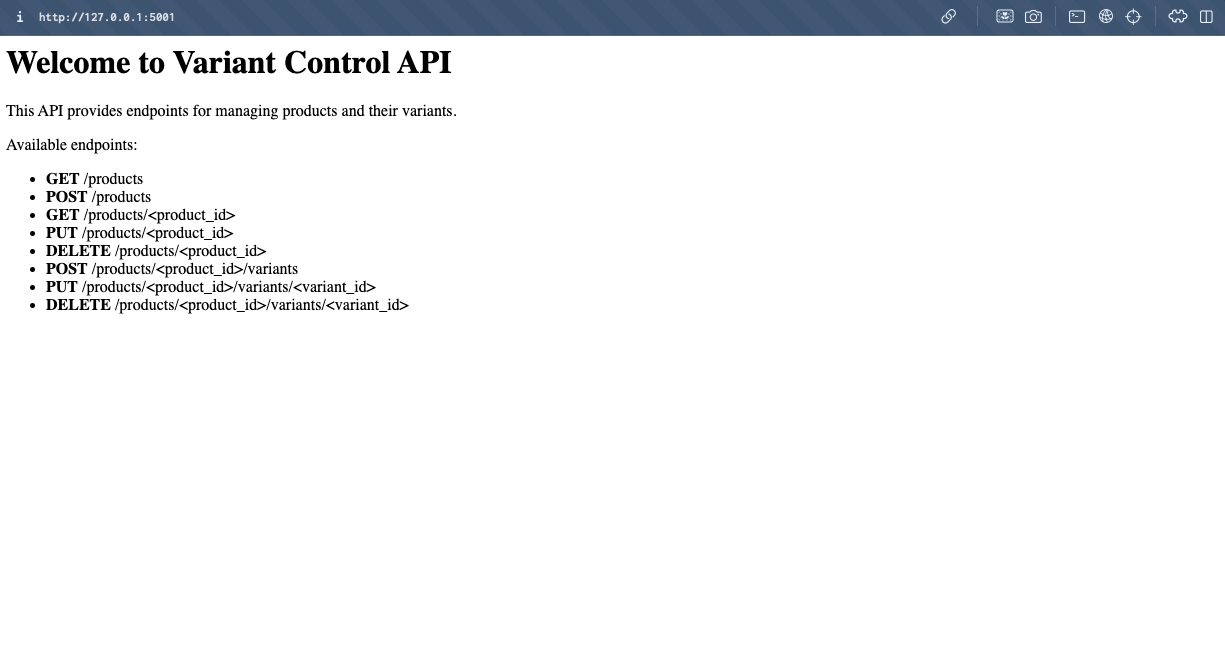 i http://127.0.0.1:5001
Welcome to Variant Control API
This API provides endpoints for managing products and their variants.
Available endpoints:
• GET /products
• POST /products
• GET /products/<product_id>
• PUT /products/<product_id>
• DELETE /products/<product_id>
• POST /products/<product_id>/variants
• PUT /products/<product_id>/variants/<variant_id>
• DELETE /products/<product_id>/variants/<variant_id>